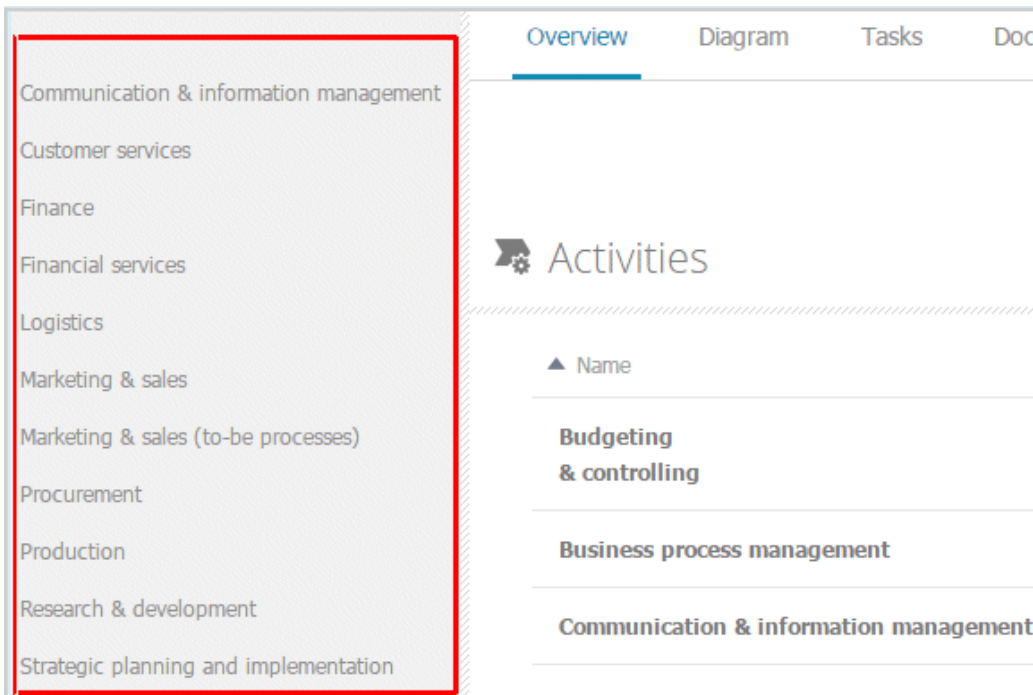 Communication & information management
Customer services
Finance
Financial services
Logistics
Marketing & sales
Marketing & sales (to-be processes)
Procurement
Production
Research & development
Strategic planning and implementation
Overview Diagram Tasks
Activities
Name
Budgeting
& controlling
Business process management
Communication & information management